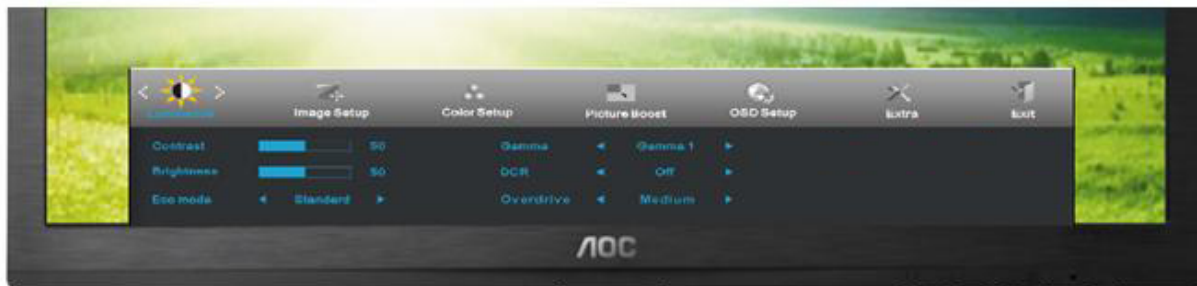 Luminance
Image Setup
Color Setup
Picture Boost
OSD Setup
Extra
Exit
Contrast 50 Gamma Gamma 1
Brightness 50 DCR Off
Eco mode Standard Overdrive Medium
AOC